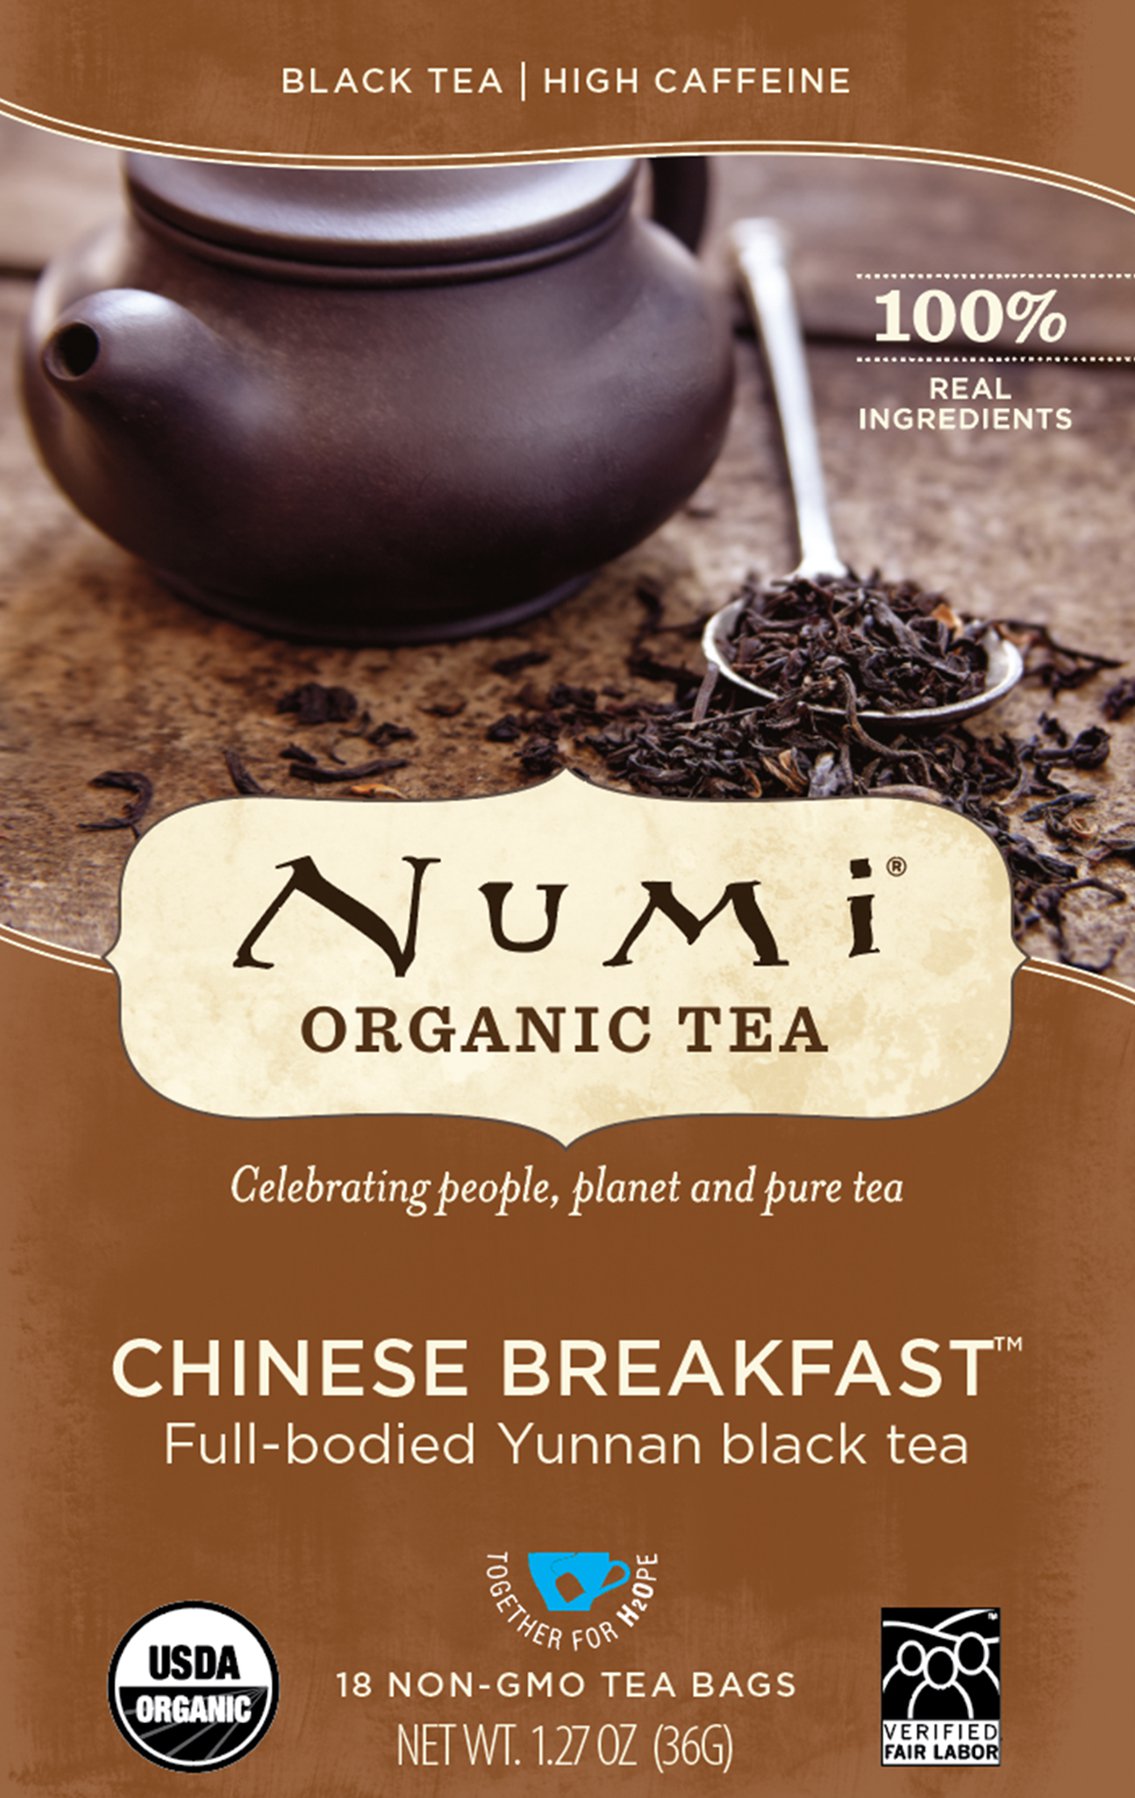 BLACK TEA | HIGH CAFFEINE
100%
REAL
INGREDIENTS
NUMi®
ORGANIC TEA
Celebrating people, planet and pure tea
CHINESE BREAKFAST™
Full-bodied Yunnan black tea
TOGETHER FOR H2OPE
USDA
ORGANIC
18 NON-GMO TEA BAGS
NET WT. 1.27 OZ (36G)
VERIFIED
FAIR LABOR